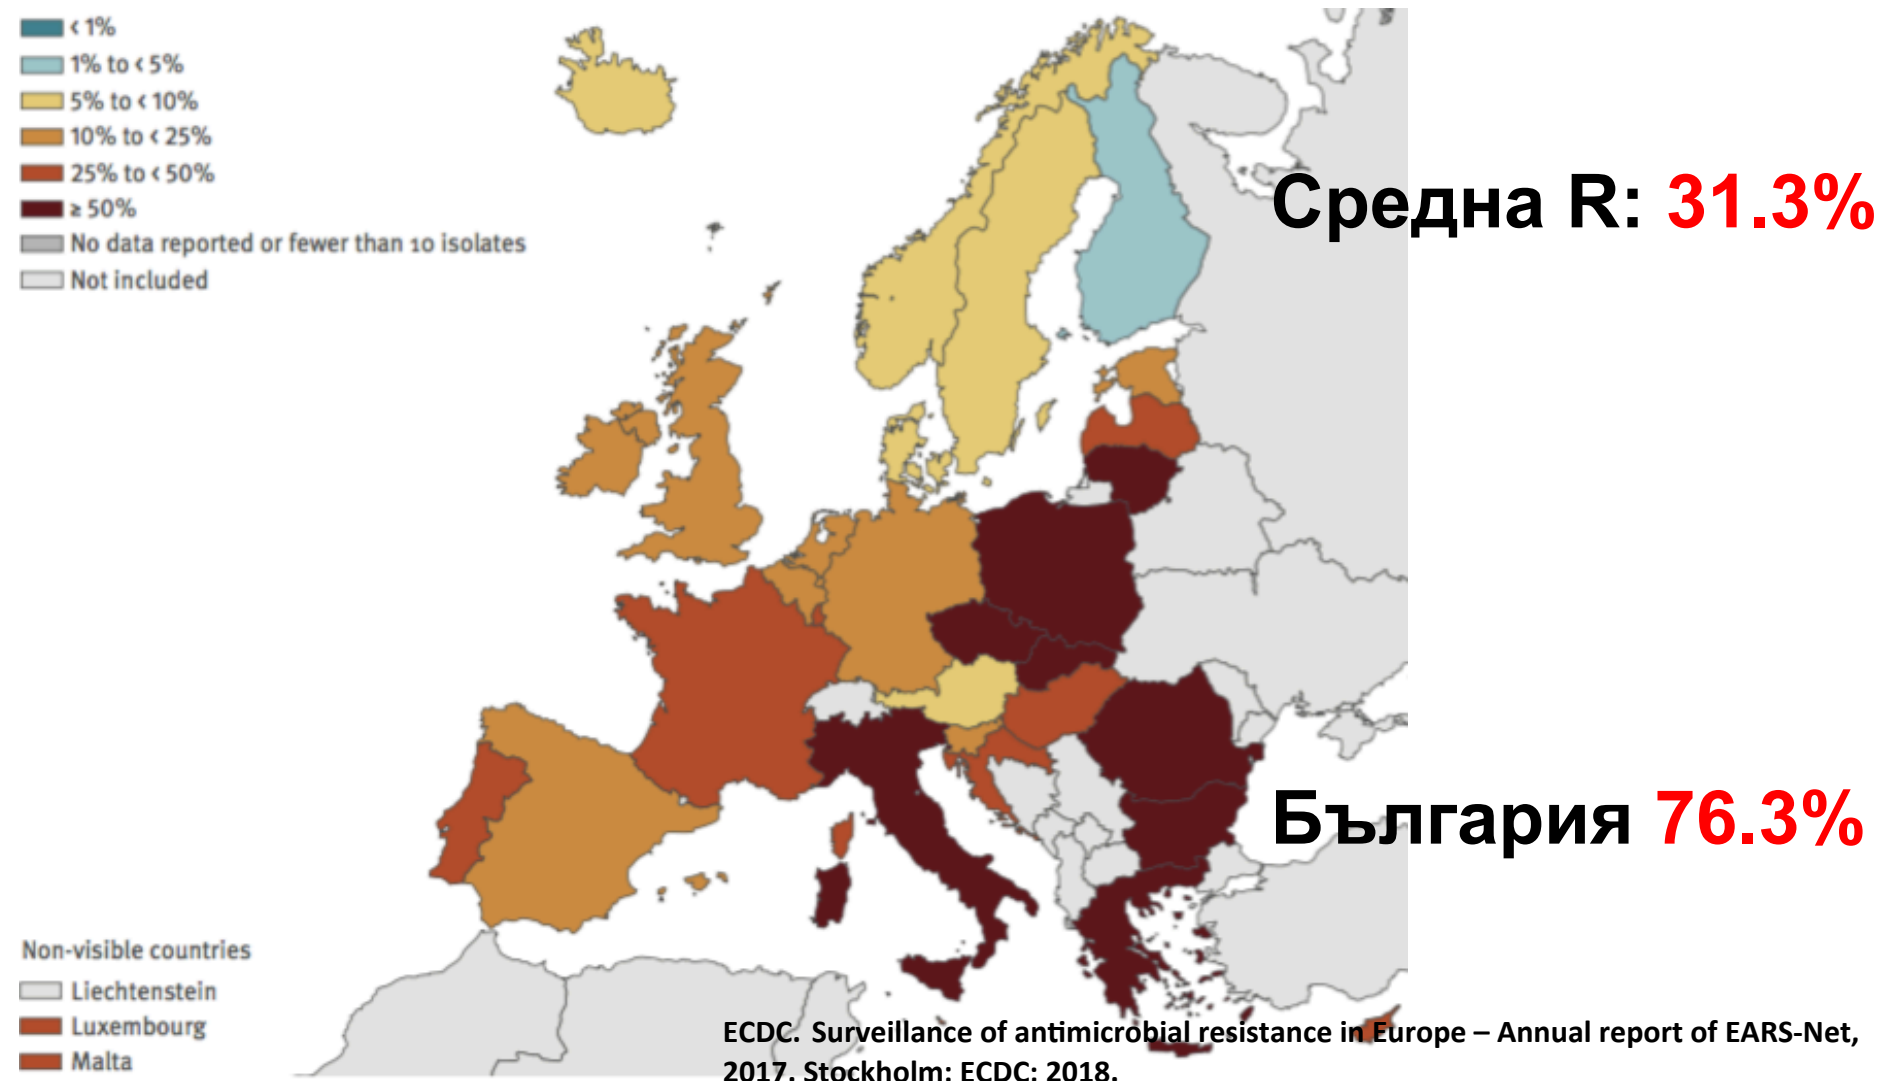 < 1%
1% to < 5%
5% to < 10%
10% to < 25%
25% to < 50%
≥ 50%
No data reported or fewer than 10 isolates
Not included
Средна R: 31.3%
България 76.3%
Non-visible countries
Liechtenstein
Luxembourg
Malta
ECDC. Surveillance of antimicrobial resistance in Europe – Annual report of EARS-Net,
2017. Stockholm: ECDC; 2018.